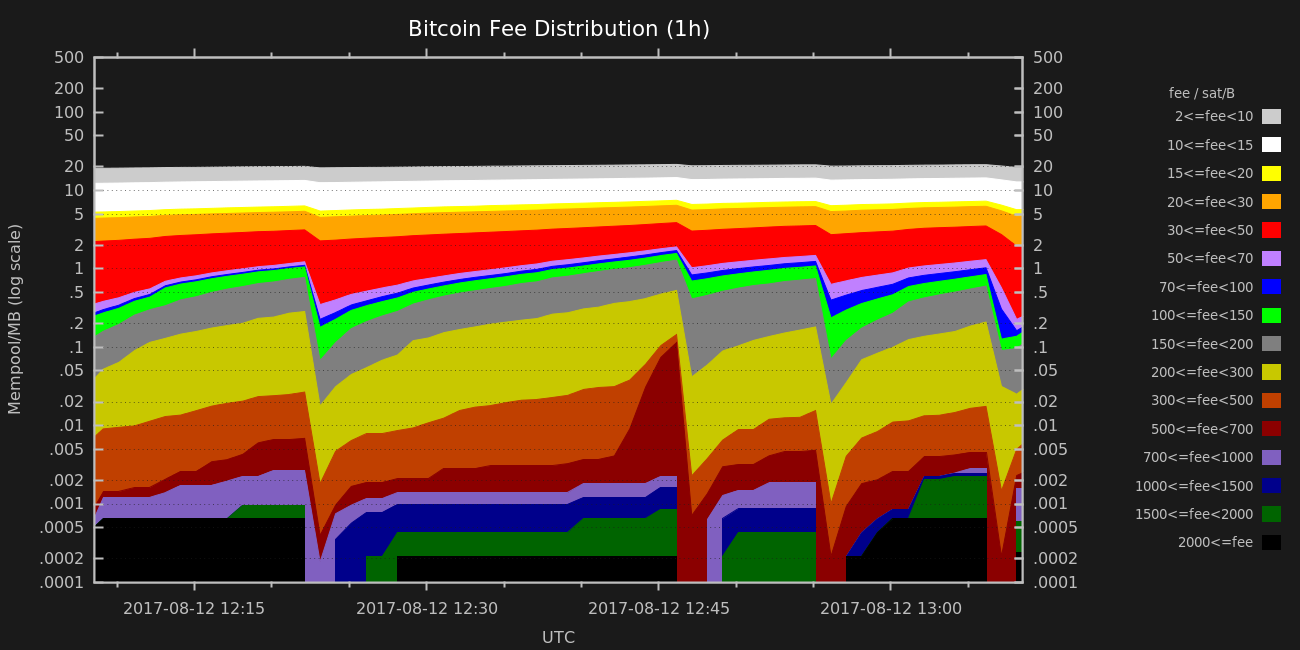 Bitcoin Fee Distribution (1h)
500 500
200 200
100 100
50 50
20 20
10 10
5 5
2 2
1 1
.5 .5
.2 .2
.1 .1
.05 .05
.02 .02
.01 .01
.005 .005
.002 .002
.001 .001
.0005 .0005
.0002 .0002
.0001 .0001
Mempool/MB (log scale)
2017-08-12 12:15 2017-08-12 12:30 2017-08-12 12:45 2017-08-12 13:00
UTC
fee / sat/B
2<=fee<10
10<=fee<15
15<=fee<20
20<=fee<30
30<=fee<50
50<=fee<70
70<=fee<100
100<=fee<150
150<=fee<200
200<=fee<300
300<=fee<500
500<=fee<700
700<=fee<1000
1000<=fee<1500
1500<=fee<2000
2000<=fee